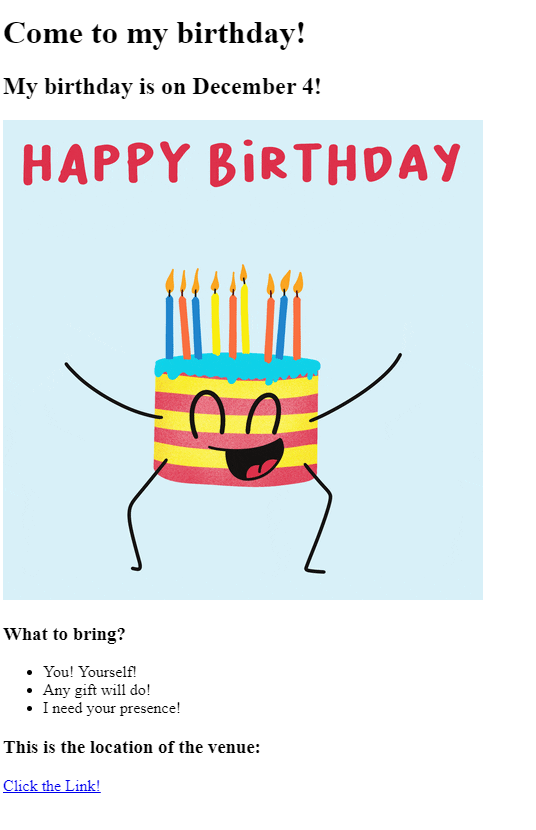 Come to my birthday!
My birthday is on December 4!
HAPPY BiRTHDAY
What to bring?
You! Yourself!
Any gift will do!
I need your presence!
This is the location of the venue:
Click the Link!